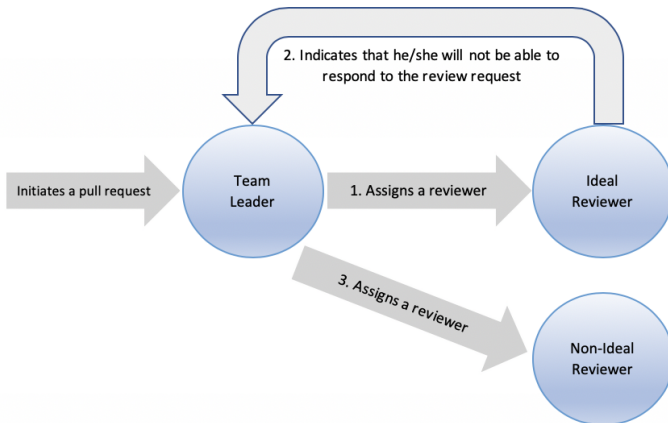 2. Indicates that he/she will not be able to
respond to the review request
Initiates a pull request
Team
Leader
1. Assigns a reviewer
Ideal
Reviewer
3. Assigns a reviewer
Non-Ideal
Reviewer